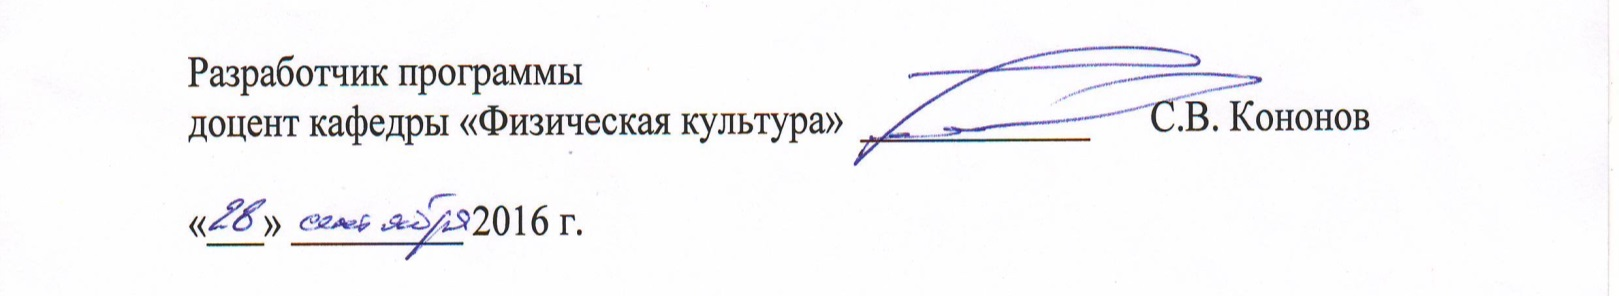 Разработчик программы
доцент кафедры «Физическая культура» С.В. Кононов
«28» сентября 2016 г.